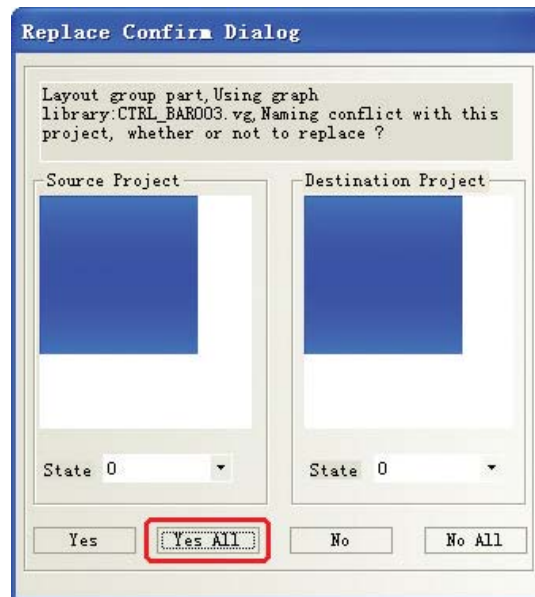 Replace Confirm Dialog
Layout group part,Using graph
library:CTRL_BAR003.vg,Naming conflict with this
project, whether or not to replace ?
Source Project
Destination Project
State 0
State 0
Yes
Yes All
No
No All